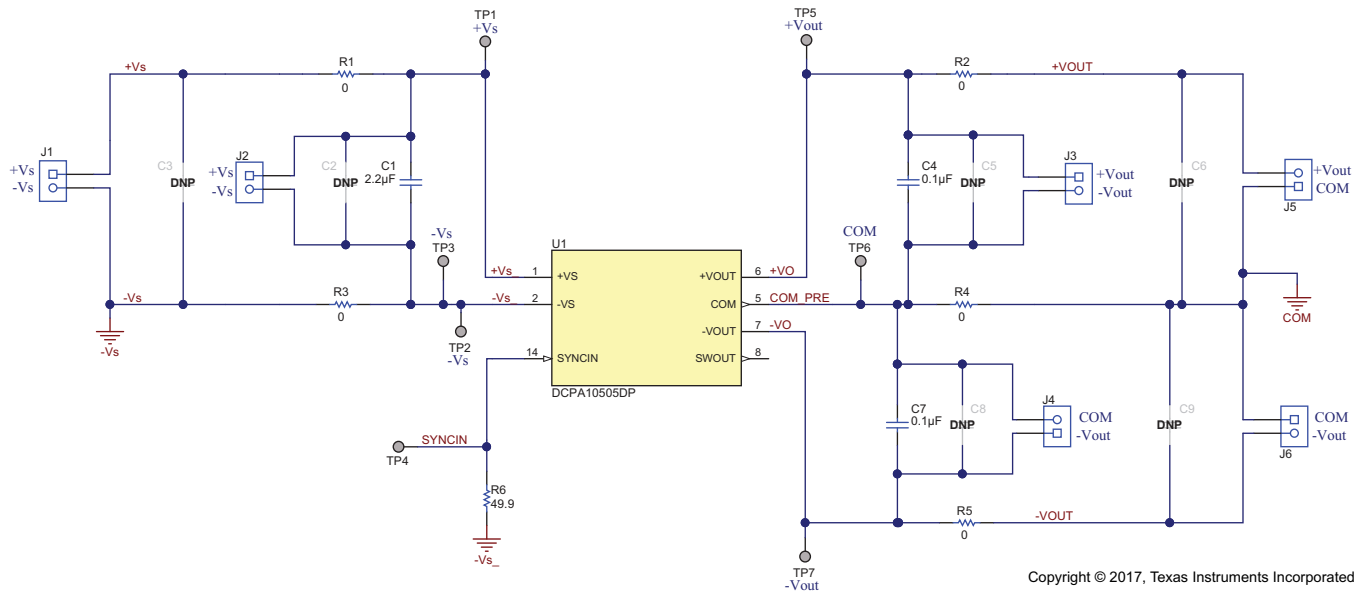 TP1
+Vs
TP5
+Vout
+Vs
R1
0
R2
0
+VOUT
J1
+Vs
-Vs
C3
DNP
J2
+Vs
-Vs
C2
DNP
C1
2.2µF
C4
0.1µF
C5
DNP
J3
+Vout
-Vout
C6
DNP
+Vout
COM
J5
-Vs
TP3
COM
TP6
U1
+Vs_
1
+VS
+VOUT
6
+VO
-Vs
R3
0
-Vs_
2
-VS
COM
5
COM_PRE
R4
0
COM
-Vs
TP2
-Vs
-VOUT
7
-VO
14
SYNCIN
SWOUT
8
DCPA10505DP
C7
0.1µF
C8
DNP
J4
COM
-Vout
C9
DNP
COM
-Vout
J6
SYNCIN
TP4
R6
49.9
-Vs_
R5
0
-VOUT
TP7
-Vout
Copyright © 2017, Texas Instruments Incorporated